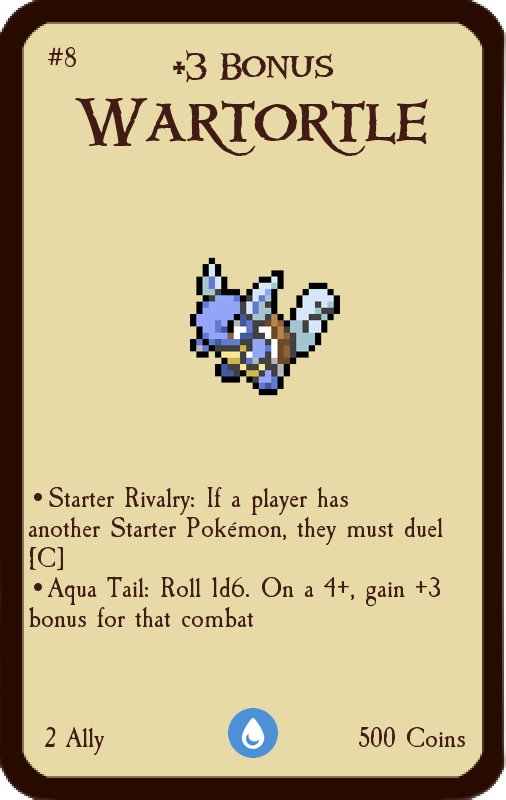 #8
+3 Bonus
Wartortle
•Starter Rivalry: If a player has
another Starter Pokémon, they must duel
[C]
•Aqua Tail: Roll 1d6. On a 4+, gain +3
bonus for that combat
2 Ally
500 Coins